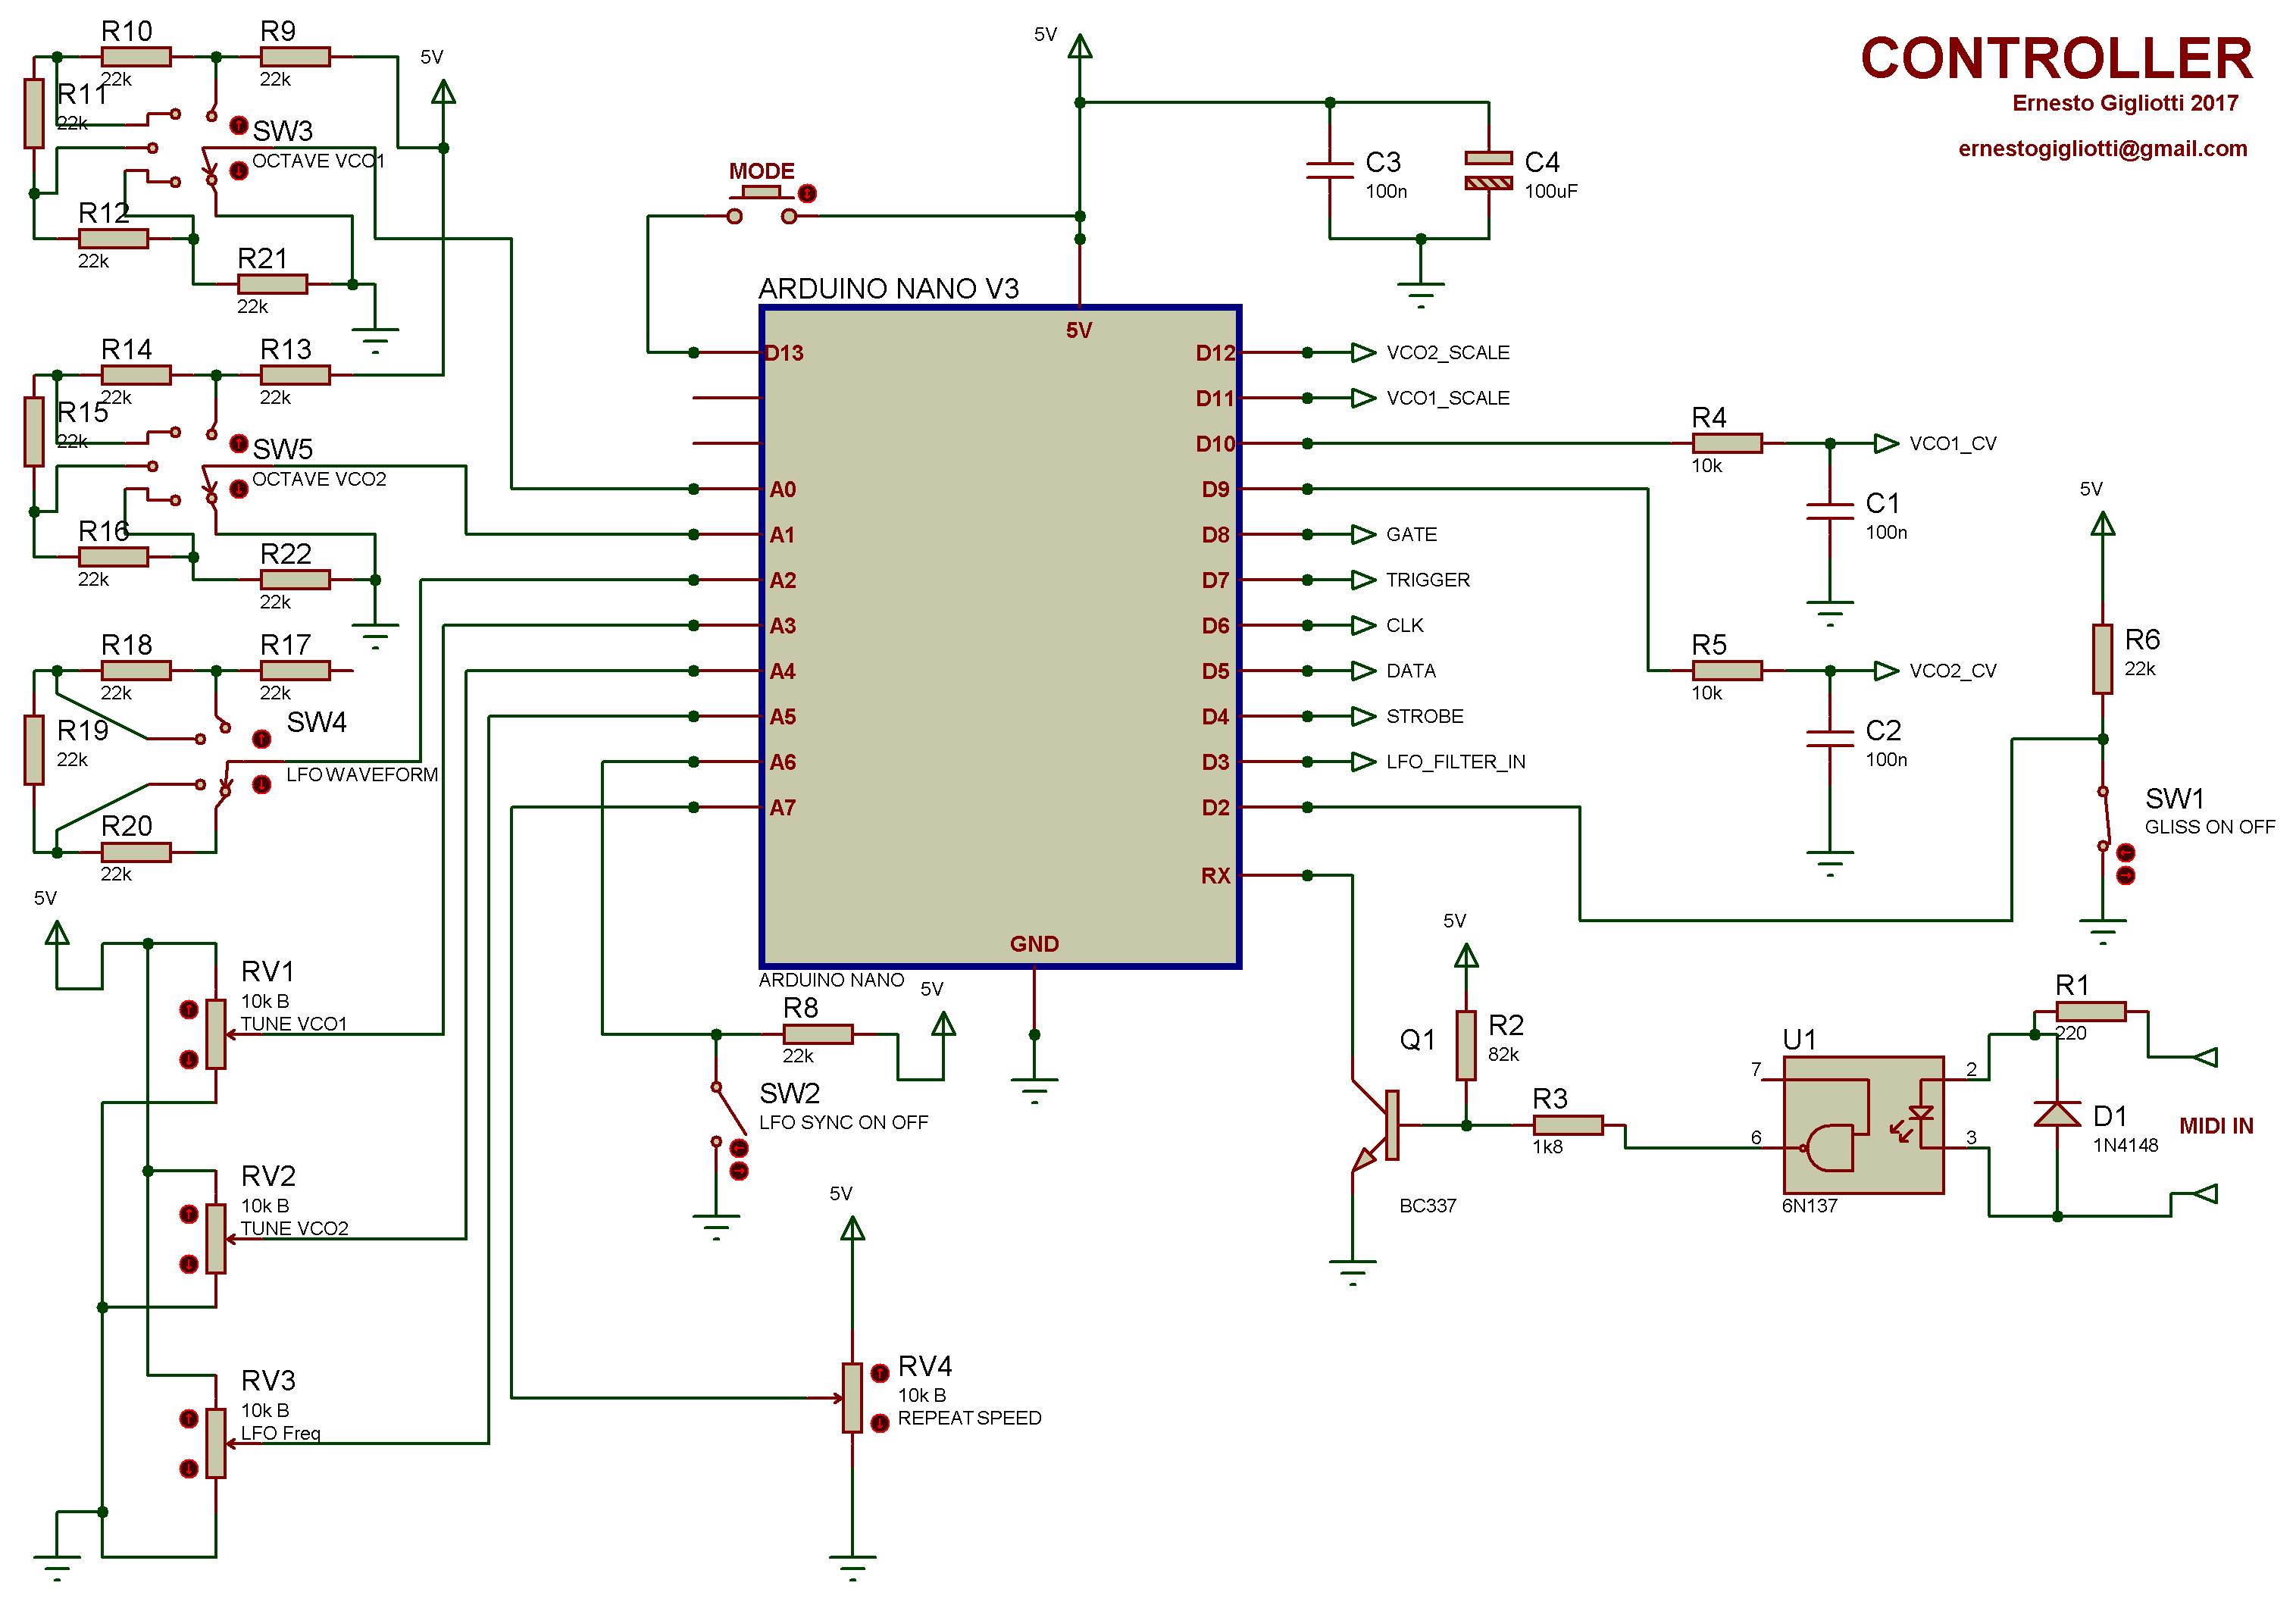 CONTROLLER
Ernesto Gigliotti 2017
ernestogigliotti@gmail.com
R10
22k
R9
22k
5V
R11
22k
SW3
OCTAVE VCO1
R12
22k
R21
22k
R14
22k
R13
22k
R15
22k
SW5
OCTAVE VCO2
R16
22k
R22
22k
R18
22k
R17
22k
R19
22k
SW4
LFO WAVEFORM
R20
22k
5V
RV1
10k B
TUNE VCO1
RV2
10k B
TUNE VCO2
RV3
10k B
LFO Freq
5V
MODE
C3
100n
C4
100uF
ARDUINO NANO V3
5V
D13
A0
A1
A2
A3
A4
A5
A6
A7
D12
D11
D10
D9
D8
D7
D6
D5
D4
D3
D2
RX
GND
ARDUINO NANO
VCO2_SCALE
VCO1_SCALE
GATE
TRIGGER
CLK
DATA
STROBE
LFO_FILTER_IN
R4
10k
VCO1_CV
C1
100n
R5
10k
VCO2_CV
C2
100n
5V
R6
22k
SW1
GLISS ON OFF
5V
R8
22k
SW2
LFO SYNC ON OFF
5V
RV4
10k B
REPEAT SPEED
5V
R2
82k
Q1
BC337
R3
1k8
U1
7
6
2
3
6N137
R1
220
D1
1N4148
MIDI IN